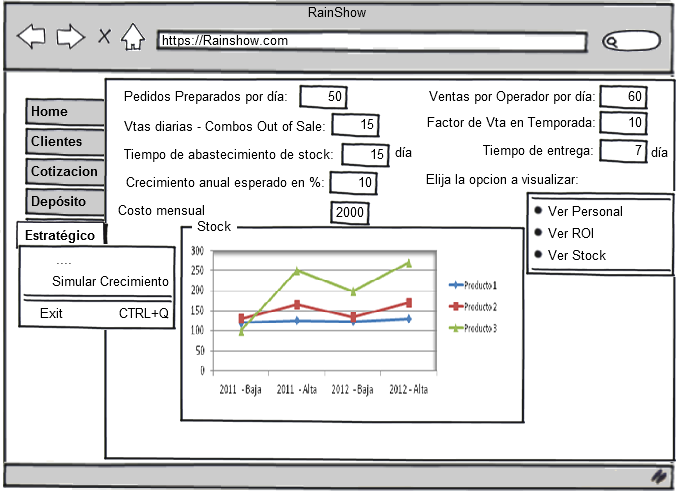 RainShow
https://Rainshow.com
Home
Clientes
Cotizacion
Depósito
Estratégico
....
Simular Crecimiento
Exit CTRL+Q
Pedidos Preparados por día: 50
Vtas diarias - Combos Out of Sale: 15
Tiempo de abastecimiento de stock: 15 día
Crecimiento anual esperado en %: 10
Costo mensual 2000
Ventas por Operador por día: 60
Factor de Vta en Temporada: 10
Tiempo de entrega: 7 día
Elija la opcion a visualizar:
Ver Personal
Ver ROI
Ver Stock
Stock
300
250
200
150
100
50
0
2011 -Baja 2011 - Alta 2012 -Baja 2012 -Alta
Producto 1
Producto 2
Producto 3